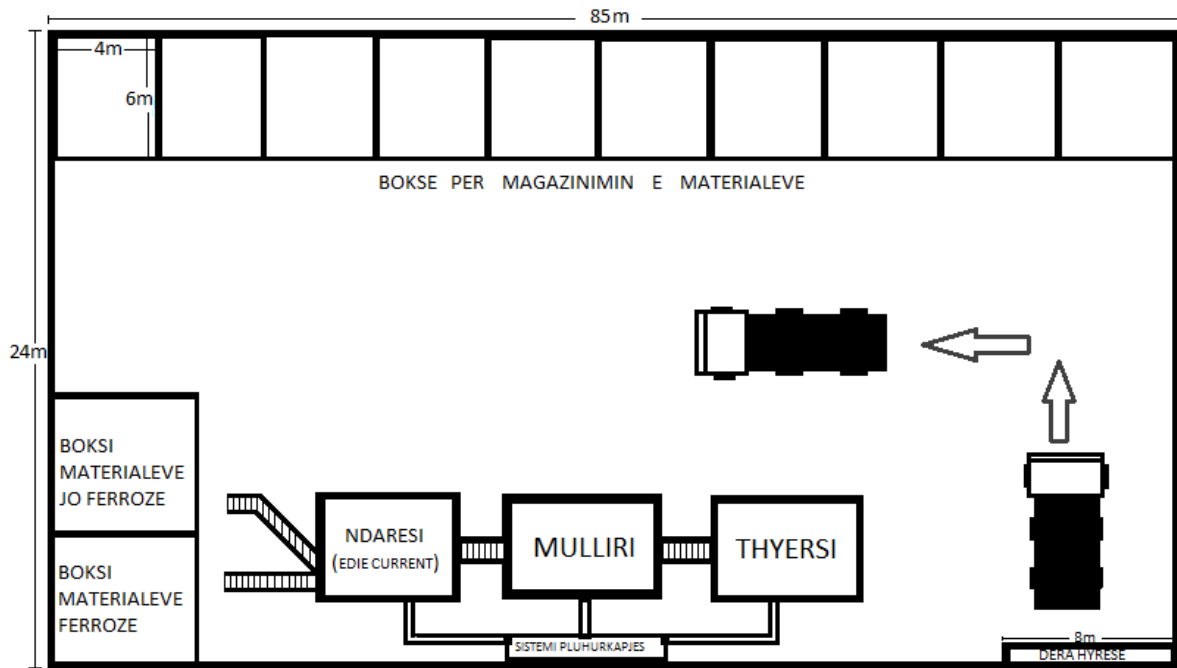 85m
4m
6m
BOKSE PER MAGAZINIMIN E MATERIALEVE
24m
BOKSI
MATERIALEVE
JO FERROZE
NDARESI
(EDIE CURRENT)
MULLIRI
THYERSI
BOKSI
MATERIALEVE
FERROZE
SISTEMI PLUHURKAPJES
8m
DERA HYRESE